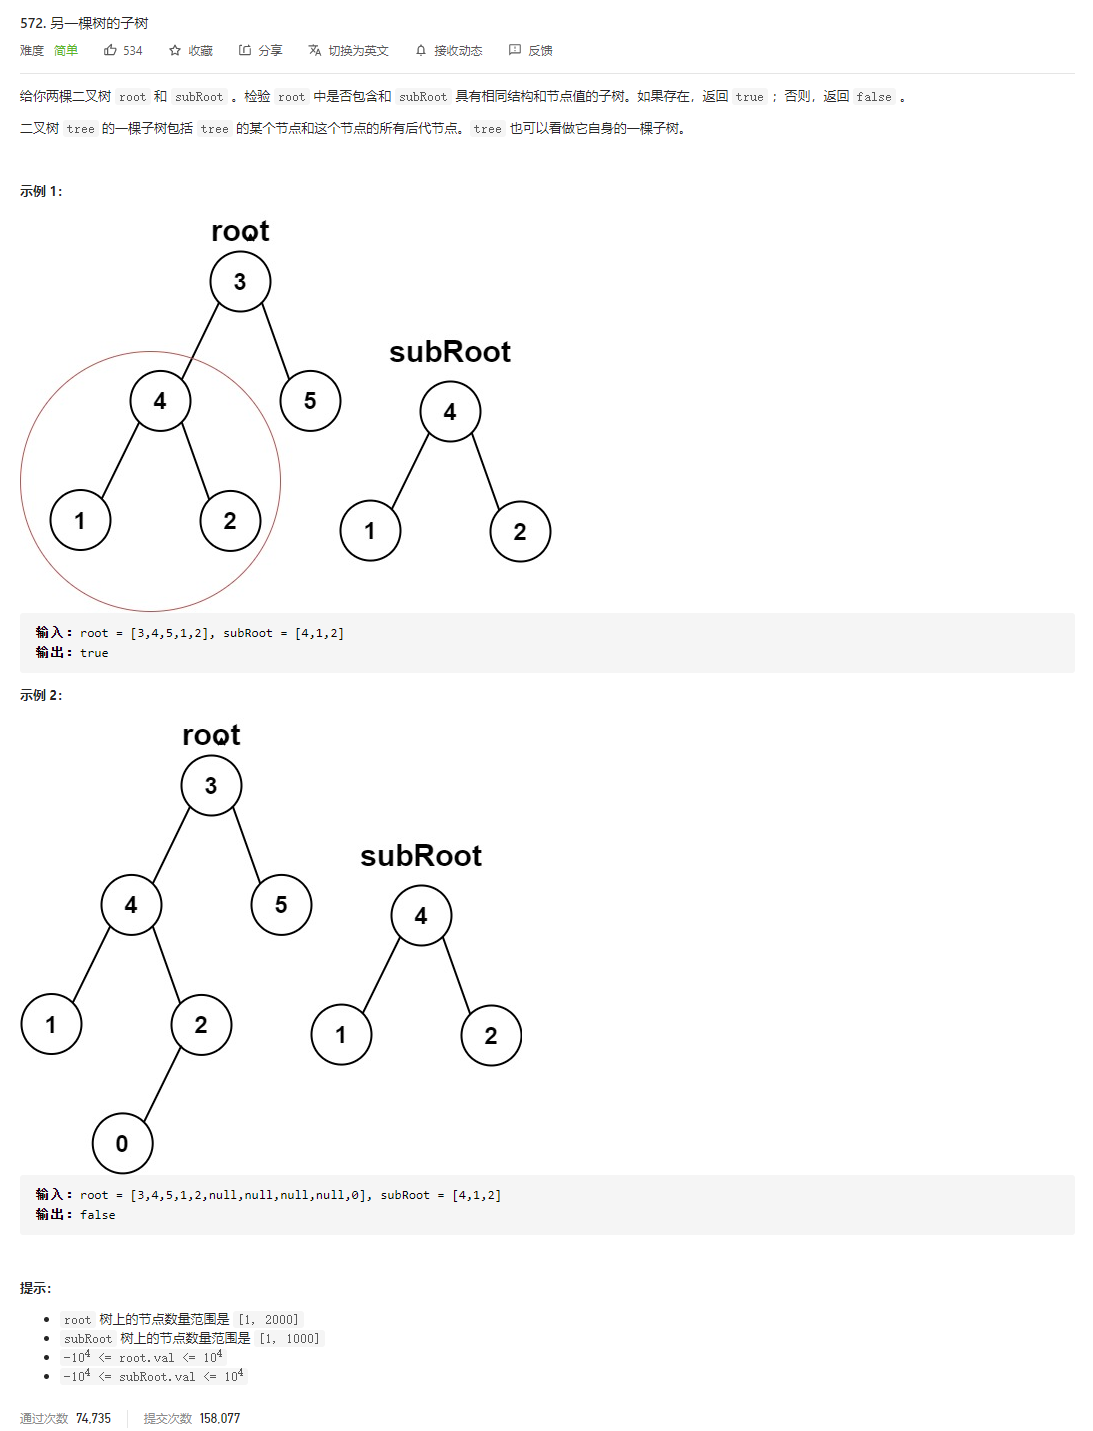 572. 另一棵树的子树
难度 简单 534 收藏 分享 切换为英文 接收动态 反馈
给你两棵二叉树 root 和 subRoot 。检验 root 中是否包含和 subRoot 具有相同结构和节点值的子树。如果存在，返回 true ；否则，返回 false 。
二叉树 tree 的一棵子树包括 tree 的某个节点和这个节点的所有后代节点。tree 也可以看做它自身的一棵子树。
示例 1：
root
3
subRoot
4
5
4
1
2
1
2
输入：root = [3,4,5,1,2], subRoot = [4,1,2]
输出：true
示例 2：
root
3
subRoot
4
5
4
1
2
1
2
0
输入：root = [3,4,5,1,2,null,null,null,null,0], subRoot = [4,1,2]
输出：false
提示：
root 树上的节点数量范围是 [1, 2000]
subRoot 树上的节点数量范围是 [1, 1000]
-10⁴ <= root.val <= 10⁴
-10⁴ <= subRoot.val <= 10⁴
通过次数 74,735 提交次数 158,077